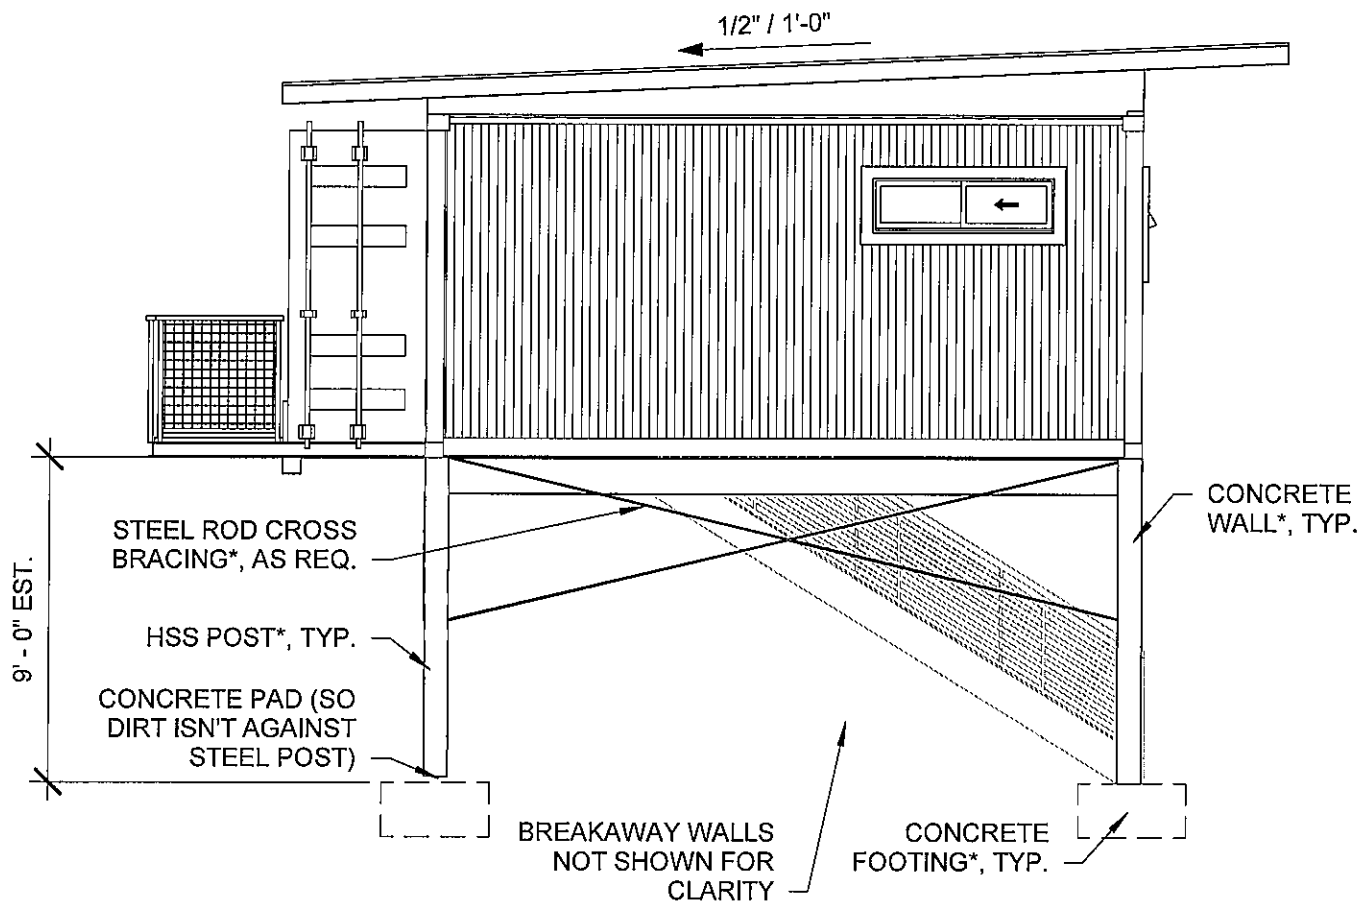 1/2" / 1'-0"
STEEL ROD CROSS
BRACING*, AS REQ.
CONCRETE
WALL*, TYP.
9' - 0" EST.
HSS POST*, TYP.
CONCRETE PAD (SO
DIRT ISN'T AGAINST
STEEL POST)
BREAKAWAY WALLS
NOT SHOWN FOR
CLARITY
CONCRETE
FOOTING*, TYP.